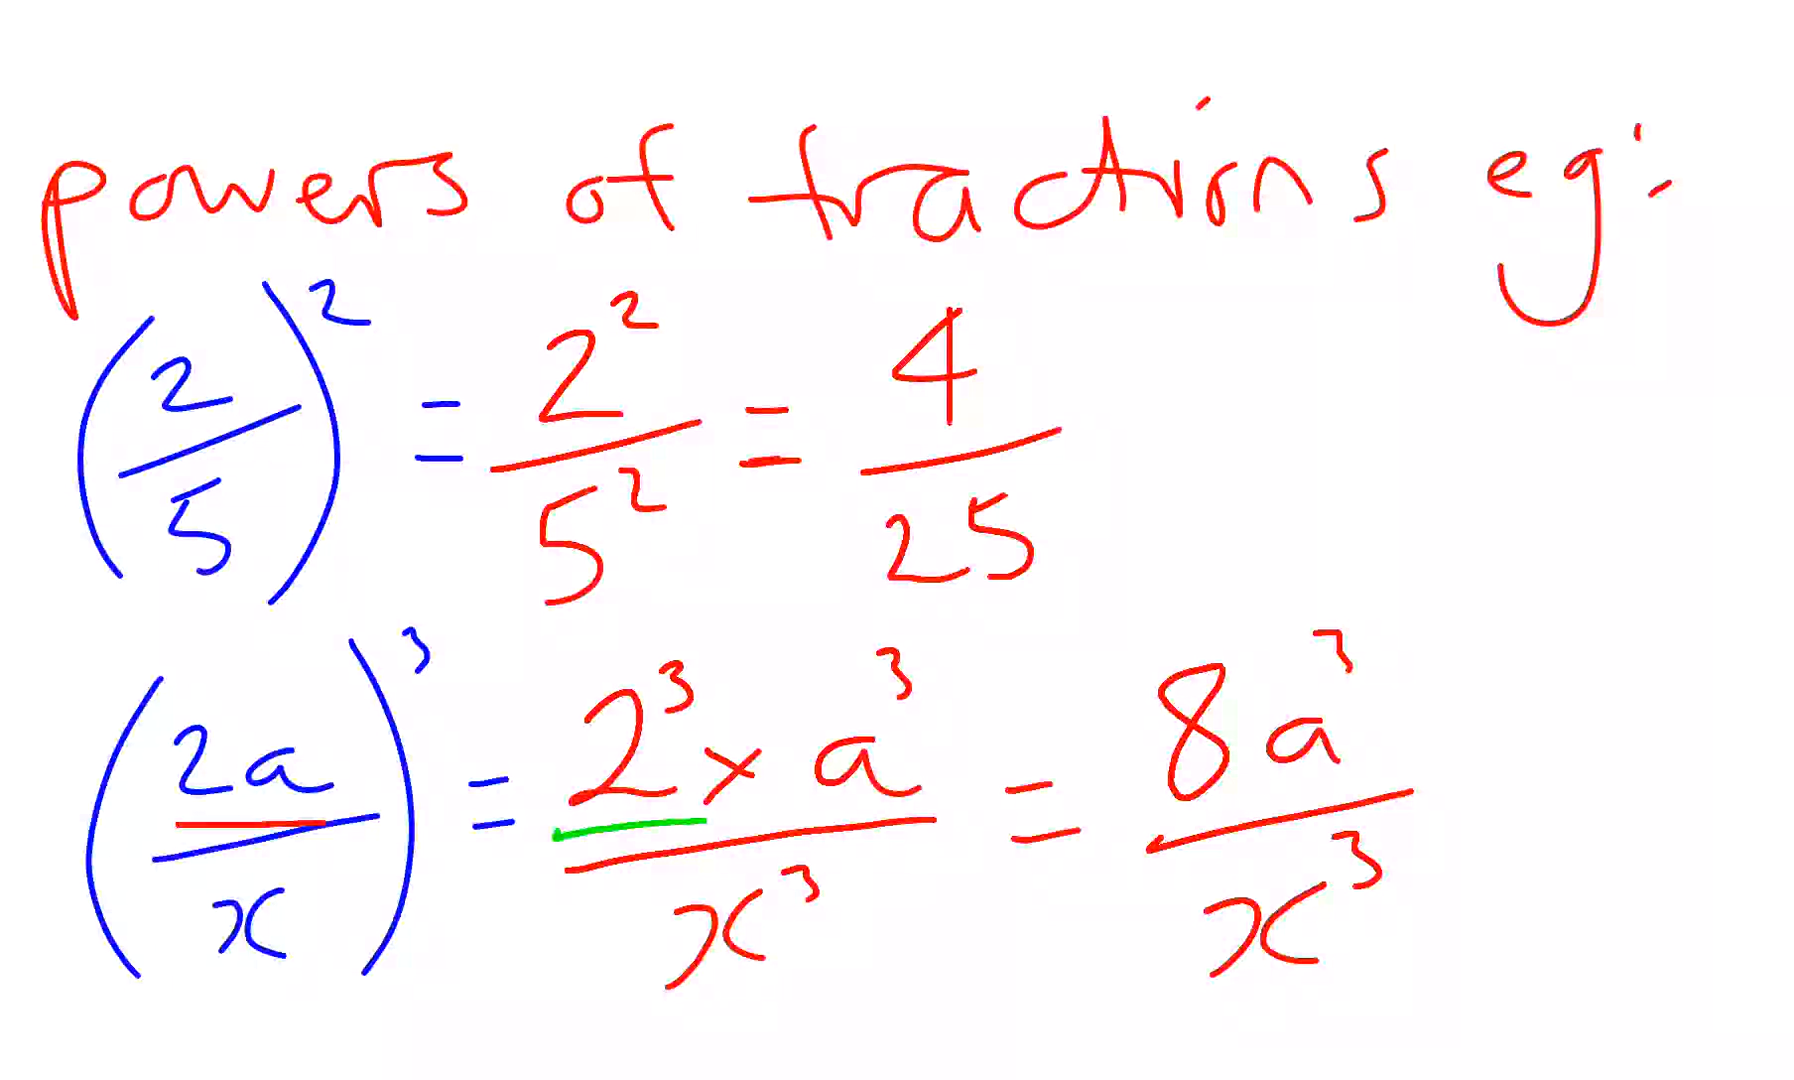 powers of fractions eg:
(2/5)² = 2²/5² = 4/25
(2a/x)³ = 2³ × a³/x³ = 8a³/x³